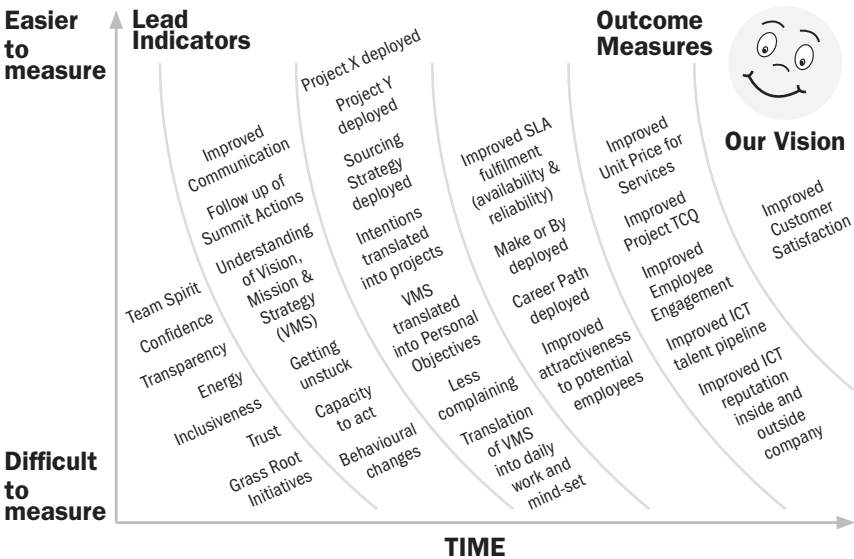 Easier
to
measure
Lead
Indicators
Outcome
Measures
Our Vision
Team Spirit
Confidence
Transparency
Energy
Inclusiveness
Trust
Grass Root
Initiatives
Improved
Communication
Follow up of
Summit Actions
Understanding
of Vision,
Mission &
Strategy
(VMS)
Getting
unstuck
Capacity
to act
Behavioural
changes
Project X deployed
Project Y
deployed
Sourcing
Strategy
deployed
Intentions
translated
into projects
VMS
translated
into Personal
Objectives
Less
complaining
Translation
of VMS
into daily
work and
mind-set
Improved SLA
fulfilment
(availability &
reliability)
Make or By
deployed
Career Path
deployed
Improved
attractiveness
to potential
employees
Improved
Unit Price for
Services
Improved
Project TCQ
Improved
Employee
Engagement
Improved ICT
talent pipeline
Improved ICT
reputation
inside and
outside
company
Improved
Customer
Satisfaction
Difficult
to
measure
TIME